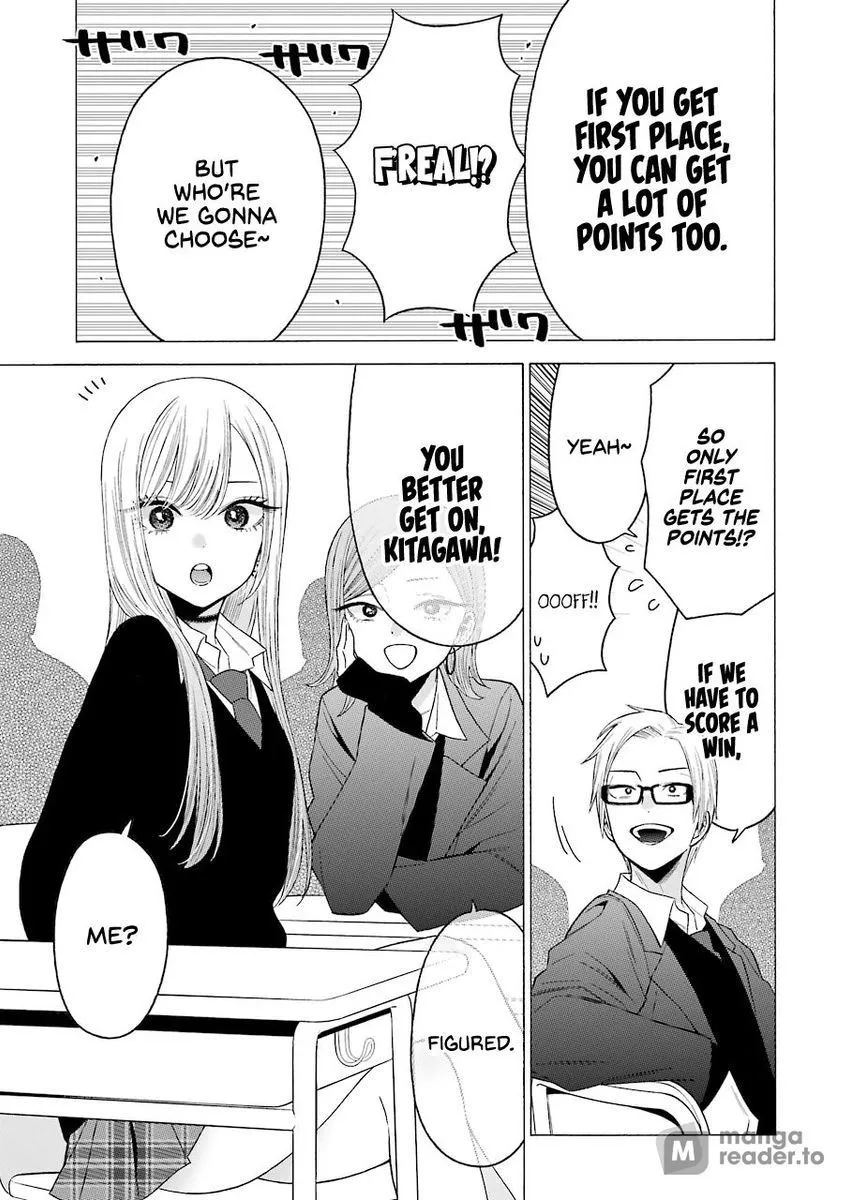 IF YOU GET
FIRST PLACE,
YOU CAN GET
A LOT OF
POINTS TOO.
ザワ
FREAL!?
ザワ
BUT
WHO'RE
WE GONNA
CHOOSE~
ザワ
SO
ONLY
FIRST
PLACE
GETS THE
POINTS!?
YEAH~
OOOFF!!
IF WE
HAVE TO
SCORE A
WIN,
YOU
BETTER
GET ON,
KITAGAWA!
FIGURED.
ME?
M
manga
reader.to